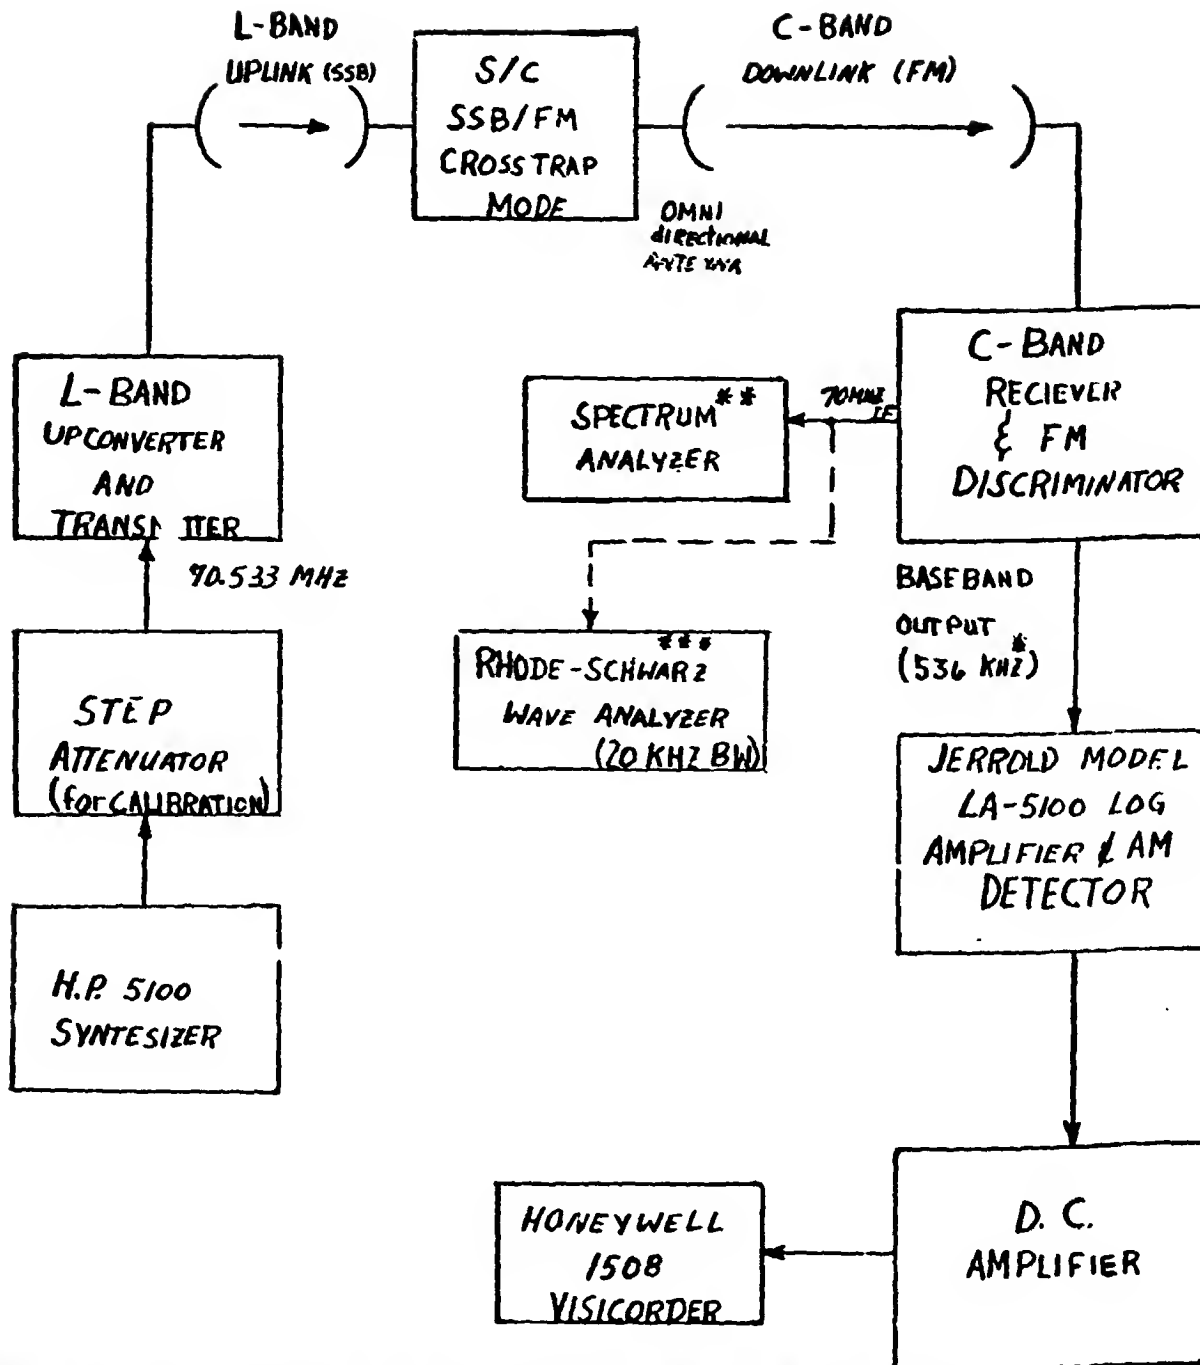 L-BAND
UPLINK (SSB)
C-BAND
DOWNLINK (FM)
S/C
SSB/FM
CROSSTRAP
MODE
OMNI
dIRECTIONAL
L-BAND
UPCONVERTER
AND
C-BAND
RECIEVER
& FM
DISCRIMINATOR
SPECTRUM**
ANALYZER
70MHZ
IF
70.533 MHZ
BASEBAND
OUTPUT
(536 KHZ*)
RHODE-SCHWARZ***
WAVE ANALYZER
(20 KHZ BW)
STEP
ATTENUATOR
(for CALIBRATION)
JERROLD MODEL
LA-5100 LOG
AMPLIFIER & AM
DETECTOR
H.P. 5100
SYNTESIZER
D.C.
AMPLIFIER
HONEYWELL
1508
VISICORDER